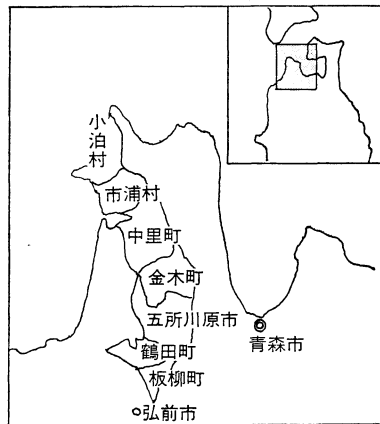 小泊村
市浦村
中里町
金木町
五所川原市
青森市
鶴田町
板柳町
弘前市